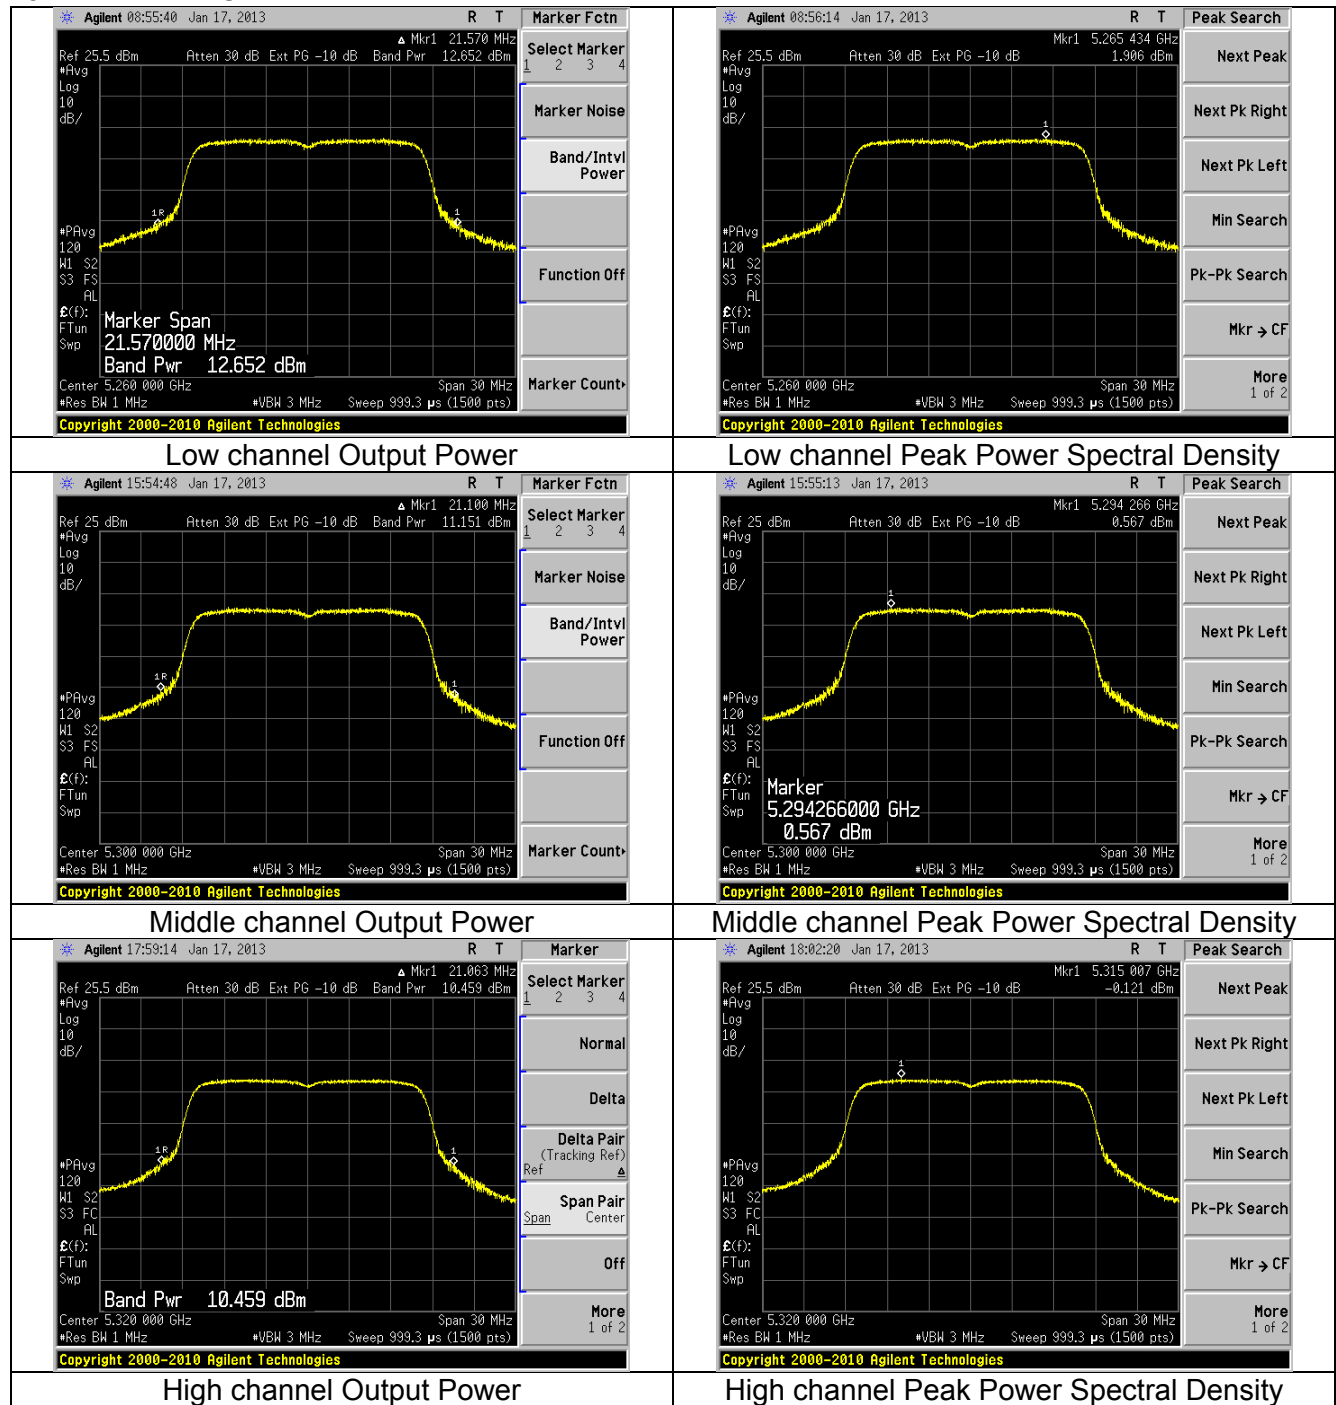 Agilent 08:55:40 Jan 17, 2013 R T Marker Fctn
Δ Mkr1 21.570 MHz
Ref 25.5 dBm Atten 30 dB Ext PG -10 dB Band Pwr 12.652 dBm
#Avg
Log
10
dB/
1R
1
#PAvg
120
W1 S2
S3 FS
AL
£(f):
FTun
Swp
Marker Span
21.570000 MHz
Band Pwr 12.652 dBm
Center 5.260 000 GHz Span 30 MHz
#Res BW 1 MHz #VBW 3 MHz Sweep 999.3 µs (1500 pts)
Copyright 2000-2010 Agilent Technologies
Select Marker
1 2 3 4
Marker Noise
Band/Intvl
Power
Function Off
Marker Count▸
Low channel Output Power
Agilent 08:56:14 Jan 17, 2013 R T Peak Search
Mkr1 5.265 434 GHz
Ref 25.5 dBm Atten 30 dB Ext PG -10 dB 1.906 dBm
#Avg
Log
10
dB/
1
#PAvg
120
W1 S2
S3 FS
AL
£(f):
FTun
Swp
Center 5.260 000 GHz Span 30 MHz
#Res BW 1 MHz #VBW 3 MHz Sweep 999.3 µs (1500 pts)
Copyright 2000-2010 Agilent Technologies
Next Peak
Next Pk Right
Next Pk Left
Min Search
Pk-Pk Search
Mkr → CF
More
1 of 2
Low channel Peak Power Spectral Density
Agilent 15:54:48 Jan 17, 2013 R T Marker Fctn
Δ Mkr1 21.100 MHz
Ref 25 dBm Atten 30 dB Ext PG -10 dB Band Pwr 11.151 dBm
#Avg
Log
10
dB/
1R
1
#PAvg
120
W1 S2
S3 FS
AL
£(f):
FTun
Swp
Center 5.300 000 GHz Span 30 MHz
#Res BW 1 MHz #VBW 3 MHz Sweep 999.3 µs (1500 pts)
Copyright 2000-2010 Agilent Technologies
Select Marker
1 2 3 4
Marker Noise
Band/Intvl
Power
Function Off
Marker Count▸
Middle channel Output Power
Agilent 15:55:13 Jan 17, 2013 R T Peak Search
Mkr1 5.294 266 GHz
Ref 25 dBm Atten 30 dB Ext PG -10 dB 0.567 dBm
#Avg
Log
10
dB/
1
#PAvg
120
W1 S2
S3 FS
AL
£(f):
FTun
Swp
Marker
5.294266000 GHz
0.567 dBm
Center 5.300 000 GHz Span 30 MHz
#Res BW 1 MHz #VBW 3 MHz Sweep 999.3 µs (1500 pts)
Copyright 2000-2010 Agilent Technologies
Next Peak
Next Pk Right
Next Pk Left
Min Search
Pk-Pk Search
Mkr → CF
More
1 of 2
Middle channel Peak Power Spectral Density
Agilent 17:59:14 Jan 17, 2013 R T Marker
Δ Mkr1 21.063 MHz
Ref 25.5 dBm Atten 30 dB Ext PG -10 dB Band Pwr 10.459 dBm
#Avg
Log
10
dB/
1R
1
#PAvg
120
W1 S2
S3 FC
AL
£(f):
FTun
Swp
Band Pwr 10.459 dBm
Center 5.320 000 GHz Span 30 MHz
#Res BW 1 MHz #VBW 3 MHz Sweep 999.3 µs (1500 pts)
Copyright 2000-2010 Agilent Technologies
Select Marker
1 2 3 4
Normal
Delta
Delta Pair
(Tracking Ref)
Ref Δ
Span Pair
Span Center
Off
More
1 of 2
High channel Output Power
Agilent 18:02:20 Jan 17, 2013 R T Peak Search
Mkr1 5.315 007 GHz
Ref 25.5 dBm Atten 30 dB Ext PG -10 dB -0.121 dBm
#Avg
Log
10
dB/
1
#PAvg
120
W1 S2
S3 FC
AL
£(f):
FTun
Swp
Center 5.320 000 GHz Span 30 MHz
#Res BW 1 MHz #VBW 3 MHz Sweep 999.3 µs (1500 pts)
Copyright 2000-2010 Agilent Technologies
Next Peak
Next Pk Right
Next Pk Left
Min Search
Pk-Pk Search
Mkr → CF
More
1 of 2
High channel Peak Power Spectral Density